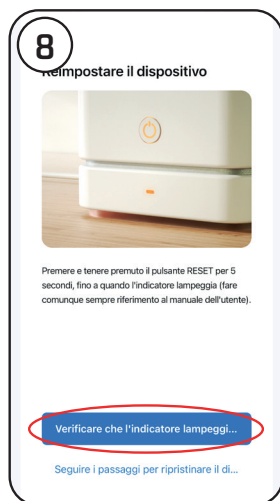 8
Reimpostare il dispositivo
Premere e tenere premuto il pulsante RESET per 5
secondi, fino a quando l'indicatore lampeggia (fare
comunque sempre riferimento al manuale dell'utente).
Verificare che l'indicatore lampeggi...
Seguire i passaggi per ripristinare il di...